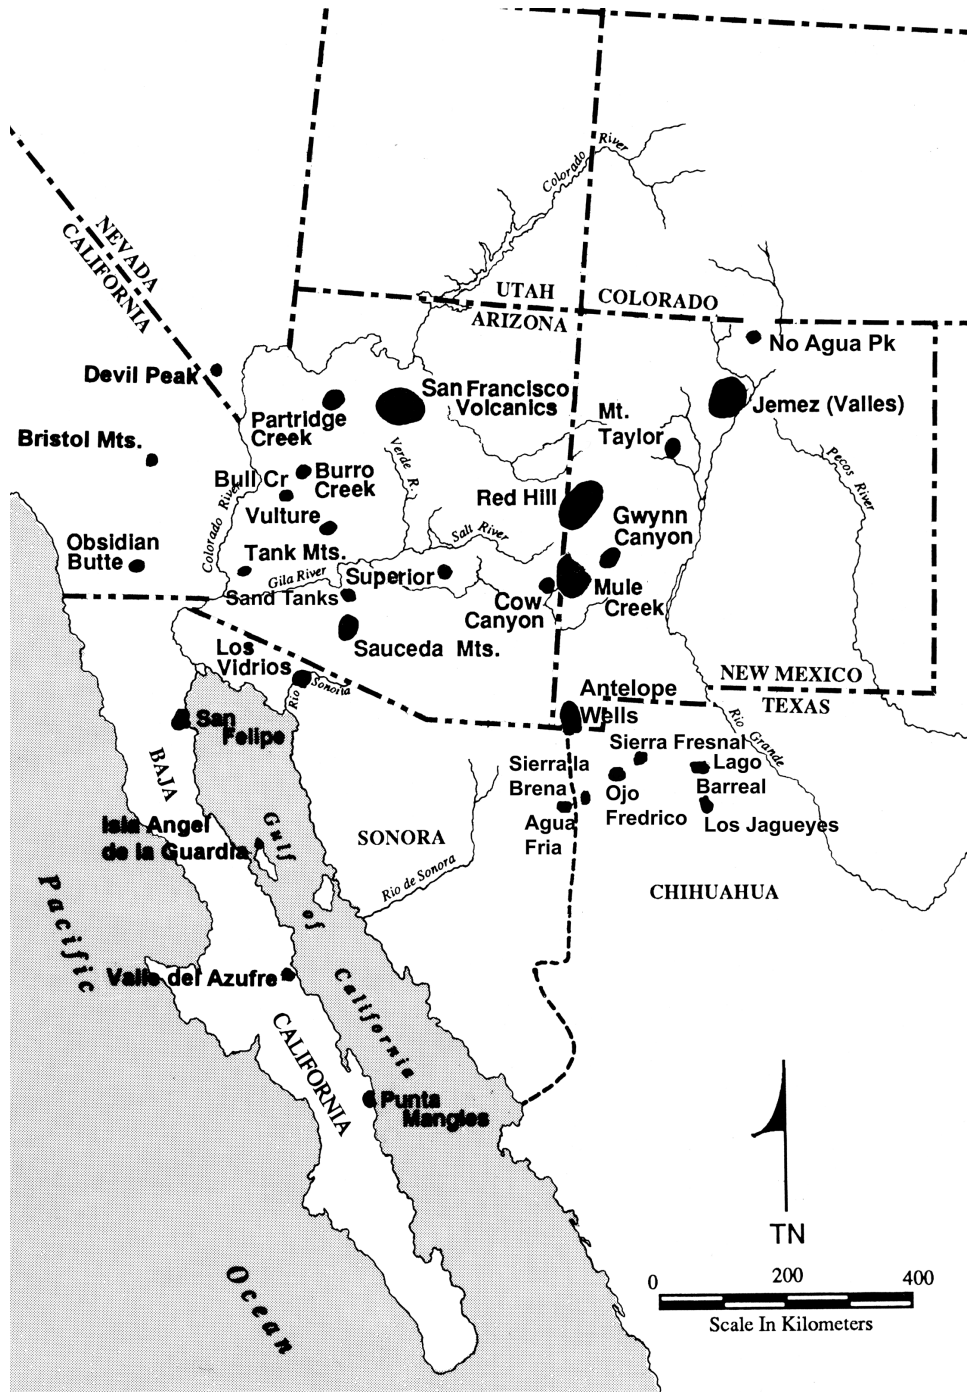 Colorado
River
NEVADA
CALIFORNIA
UTAH
COLORADO
ARIZONA
No Agua Pk
Devil Peak
San Francisco
Volcanics
Jemez (Valles)
Partridge
Creek
Mt.
Taylor
Bristol Mts.
Verde R.
Pecos River
Bull Cr
Burro
Creek
Red Hill
Colorado River
Vulture
Gwynn
Canyon
Salt River
Obsidian
Butte
Tank Mts.
Gila River
Superior
Sand Tanks
Cow
Canyon
Mule
Creek
Sauceda Mts.
Los
Vidrios
Rio
Sonoita
NEW MEXICO
TEXAS
Antelope
Wells
San
Felipe
Rio Grande
Sierra Fresnal
Sierra la
Brena
Lago
Barreal
Ojo
Fredrico
BAJA
Agua
Fria
Los Jagueyes
Isla Angel
de la Guardia
Gulf
of
California
SONORA
Rio de Sonora
CHIHUAHUA
Pacific
Valle del Azufre
CALIFORNIA
Punta
Mangles
TN
Ocean
0 200 400
Scale In Kilometers